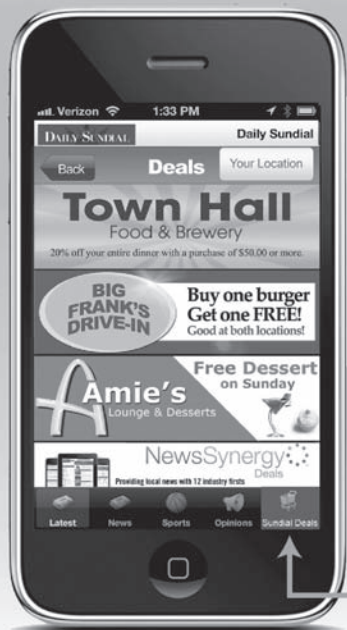 Verizon 1:33 PM
DAILY SUNDIAL Daily Sundial
Back Deals Your Location
Town Hall
Food & Brewery
20% off your entire dinner with a purchase of $50.00 or more.
BIG
FRANK'S
DRIVE-IN
Buy one burger
Get one FREE!
Good at both locations!
Amie's
Lounge & Desserts
Free Dessert
on Sunday
NewsSynergy
Deals
Providing local news with 12 industry firsts
Latest News Sports Opinions Sundial Deals